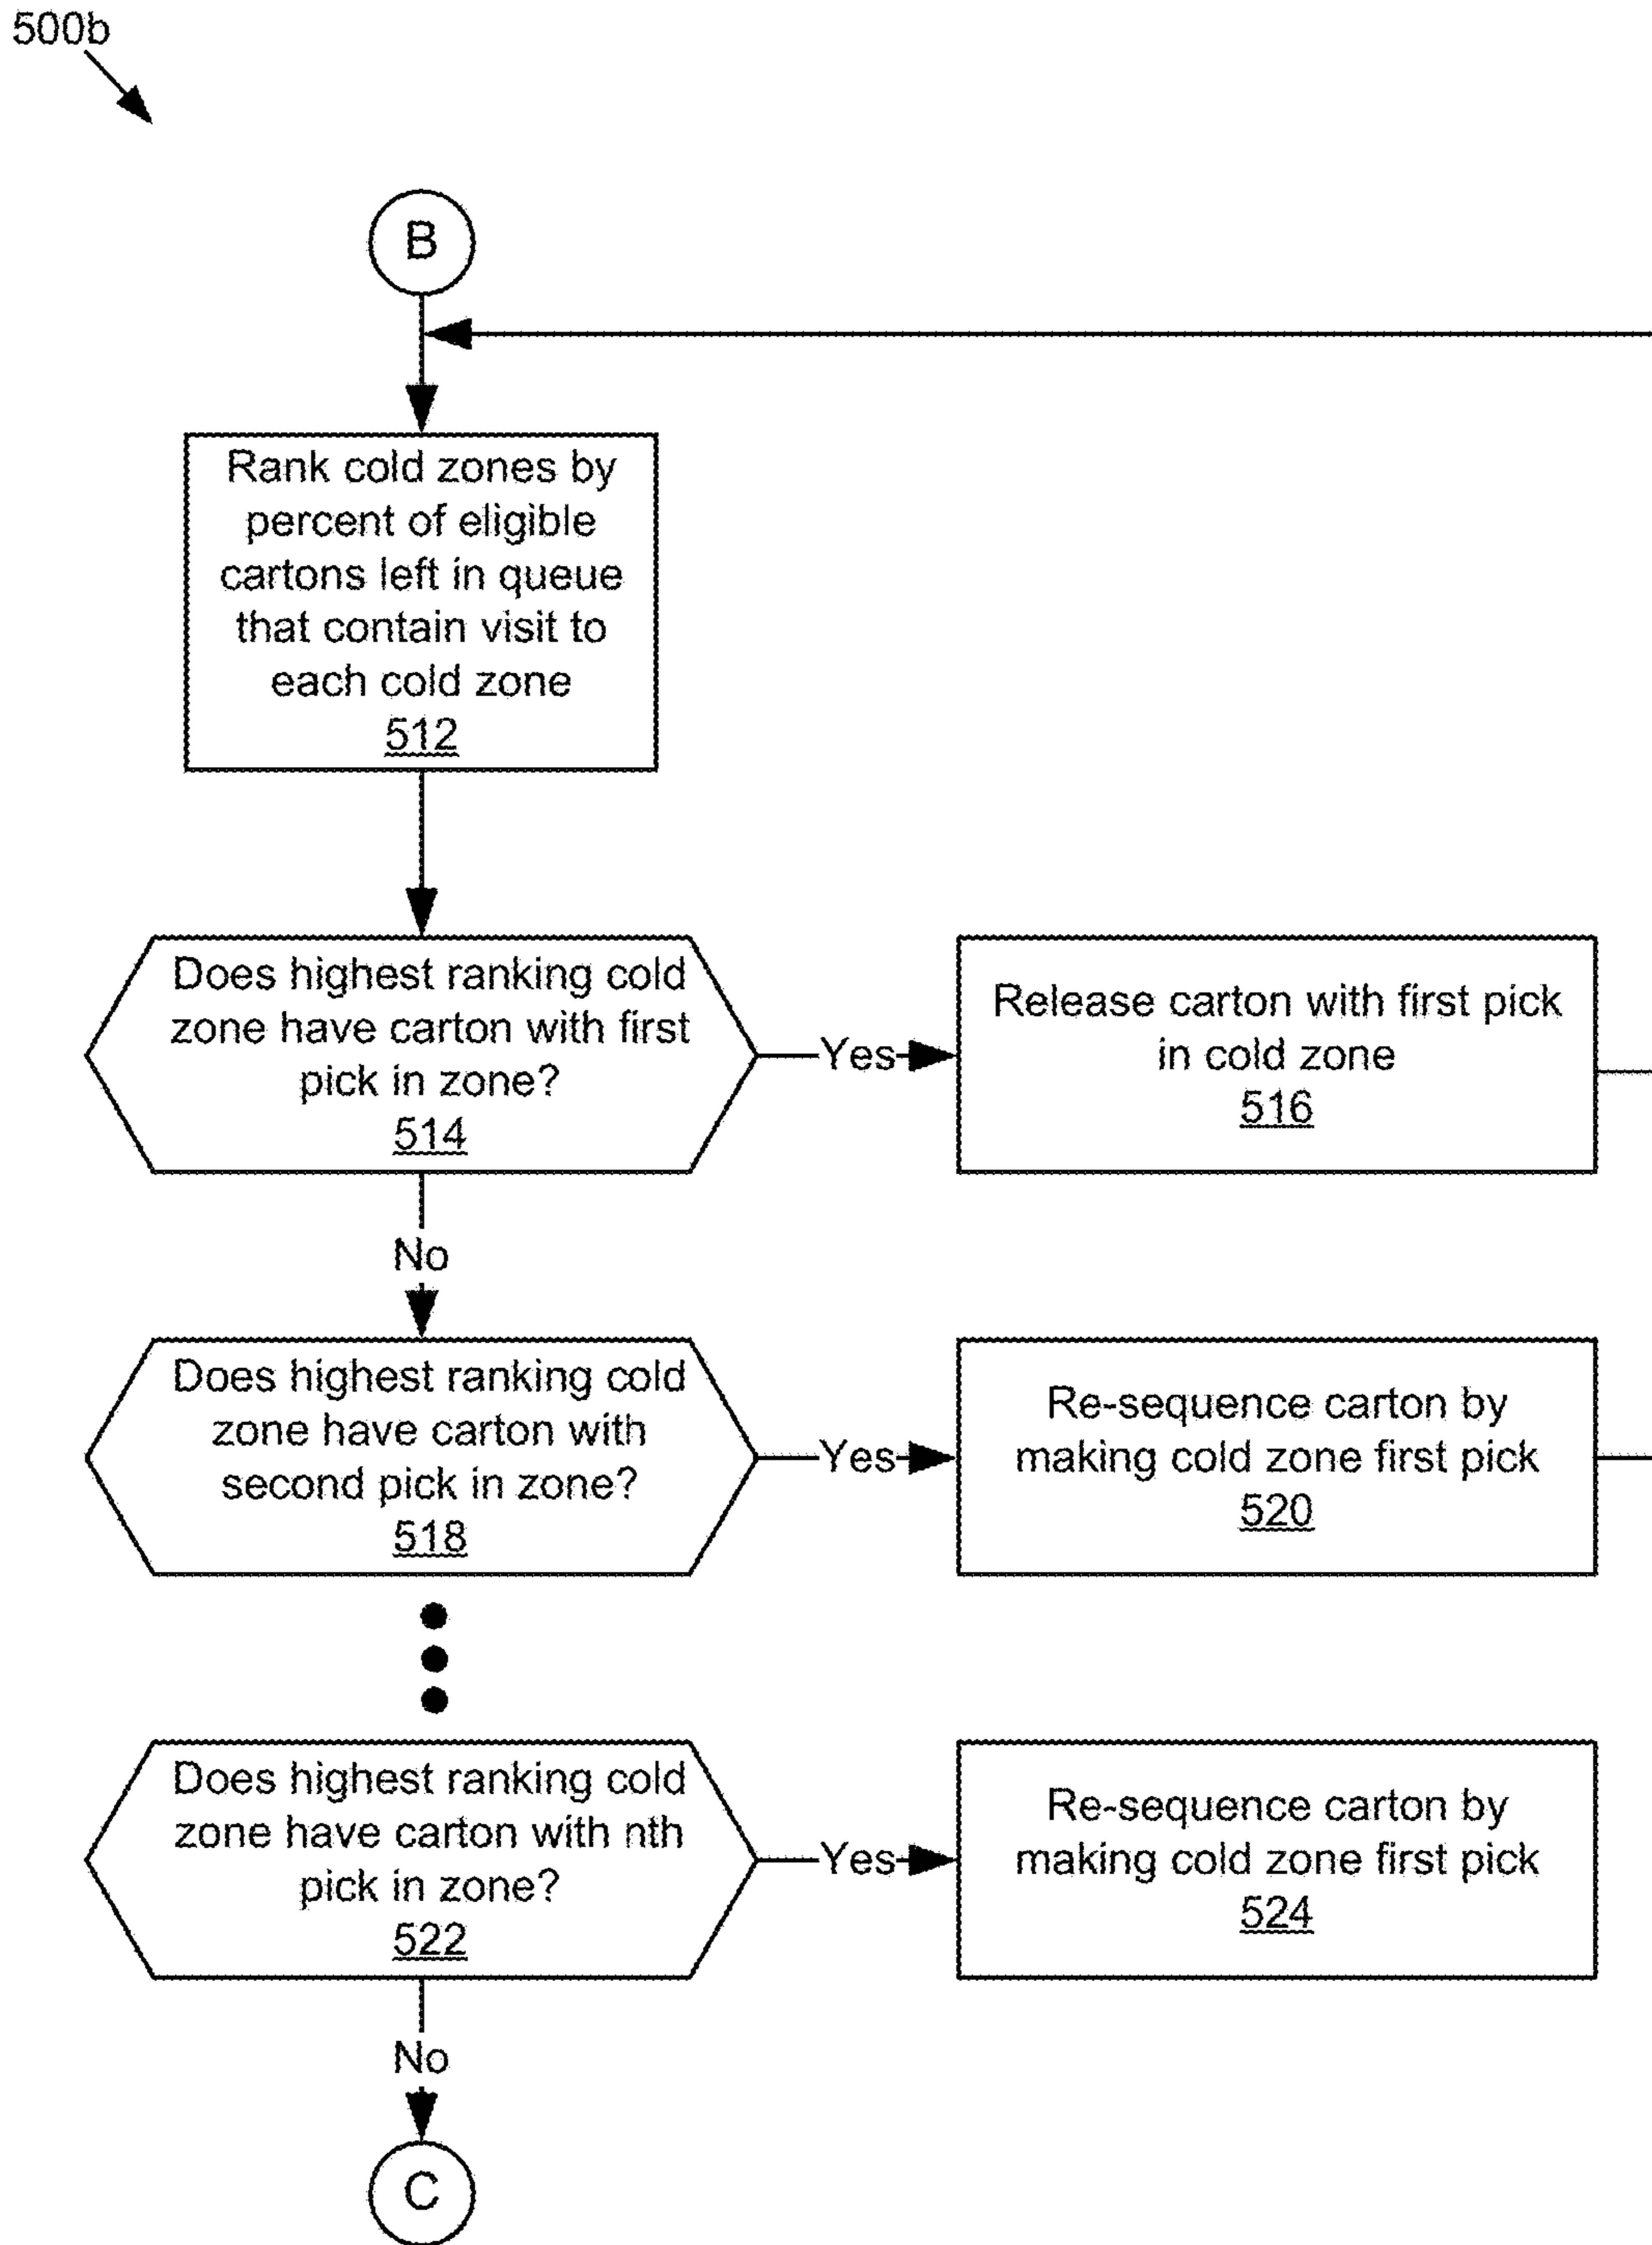 500b
B
Rank cold zones by
percent of eligible
cartons left in queue
that contain visit to
each cold zone
512
Does highest ranking cold
zone have carton with first
pick in zone?
514
Yes
Release carton with first pick
in cold zone
516
No
Does highest ranking cold
zone have carton with
second pick in zone?
518
Yes
Re-sequence carton by
making cold zone first pick
520
Does highest ranking cold
zone have carton with nth
pick in zone?
522
Yes
Re-sequence carton by
making cold zone first pick
524
No
C